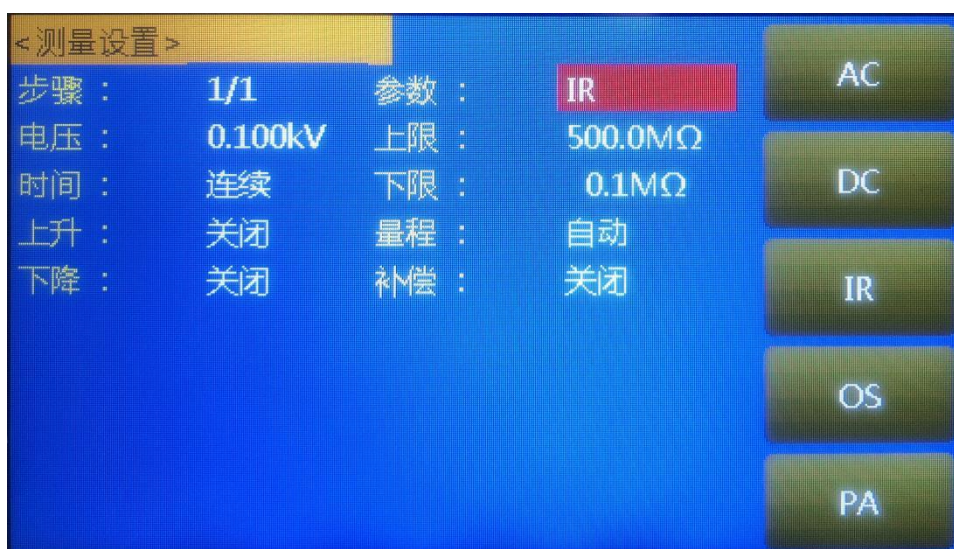 <测量设置>
步骤： 1/1 参数： IR
电压： 0.100kV 上限： 500.0MΩ
时间： 连续 下限： 0.1MΩ
上升： 关闭 量程： 自动
下降： 关闭 补偿： 关闭
AC
DC
IR
OS
PA